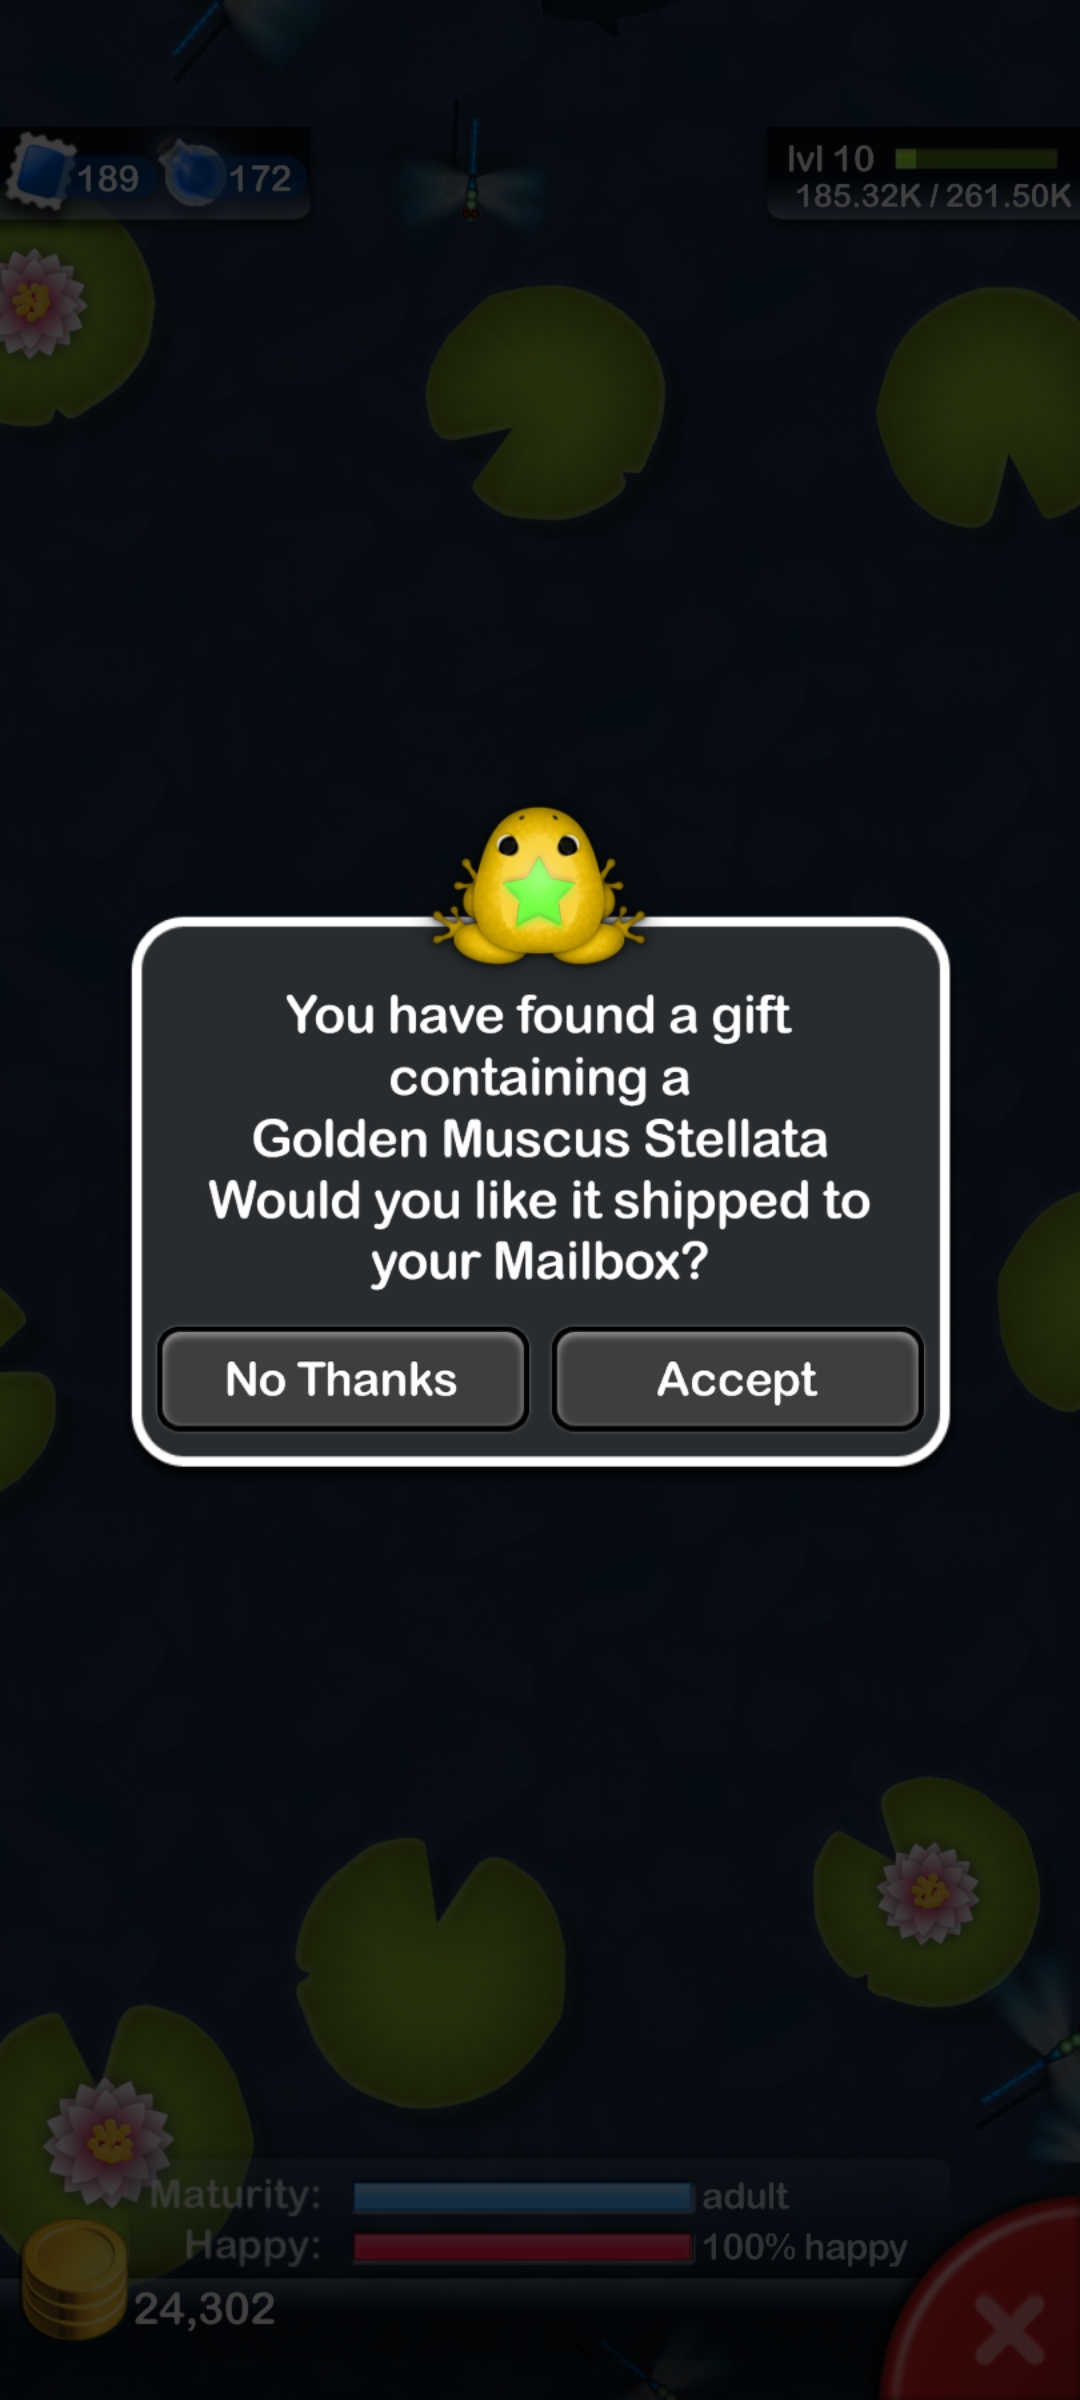 189 172
lvl 10
185.32K / 261.50K
You have found a gift
containing a
Golden Muscus Stellata
Would you like it shipped to
your Mailbox?
No Thanks Accept
Maturity: adult
Happy: 100% happy
24,302